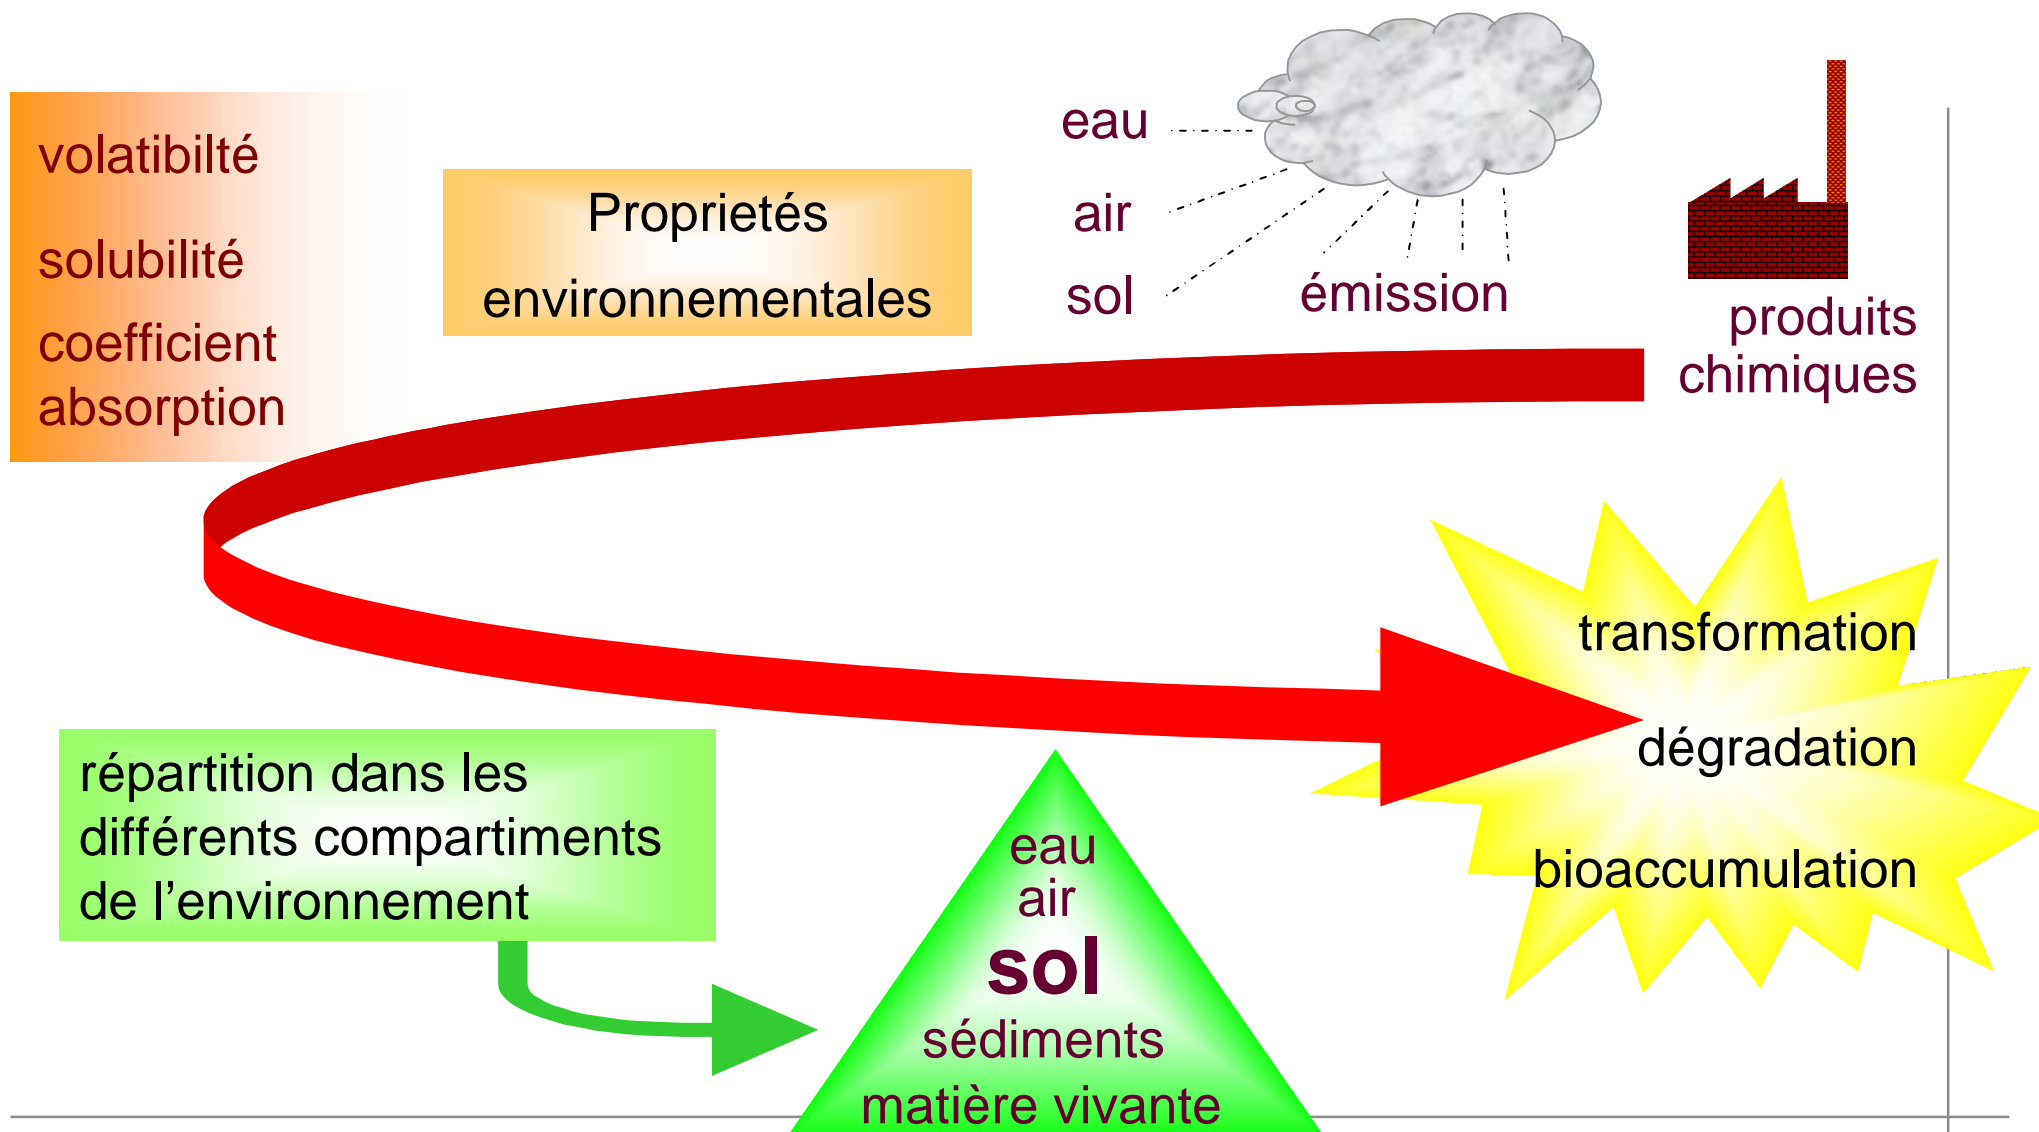 volatibilté
solubilité
coefficient
absorption
Proprietés
environnementales
eau
air
sol
émission
produits
chimiques
transformation
dégradation
bioaccumulation
répartition dans les
différents compartiments
de l’environnement
eau
air
sol
sédiments
matière vivante